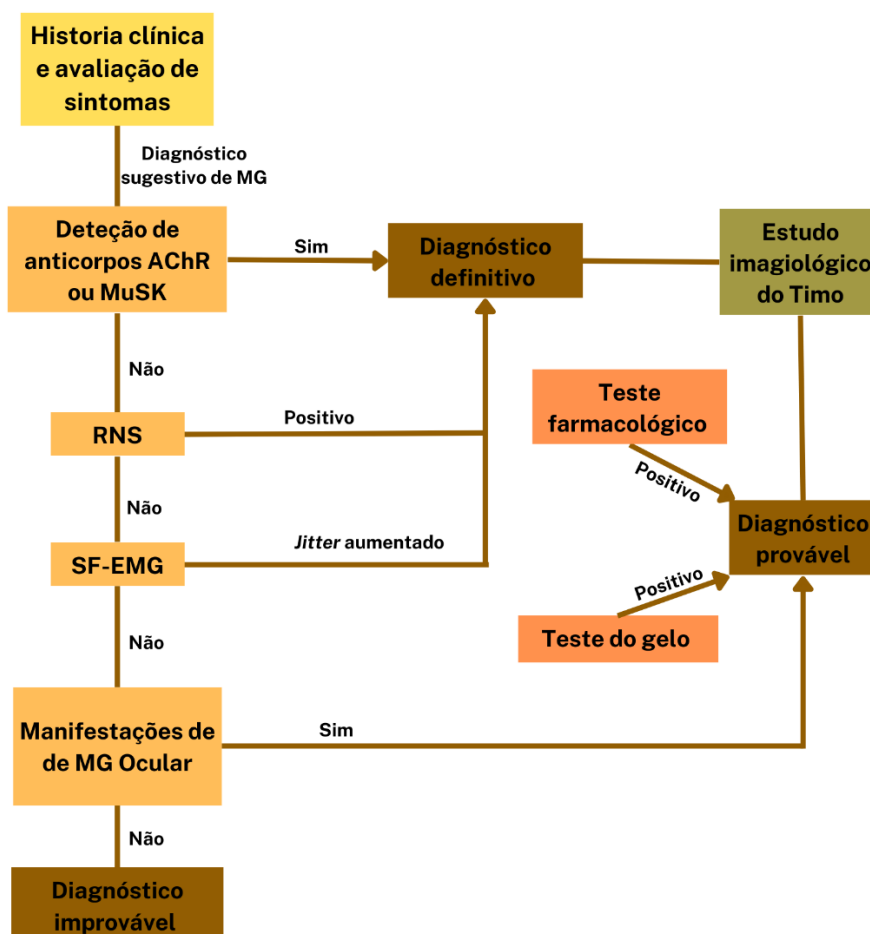 Historia clínica
e avaliação de
sintomas
Diagnóstico
sugestivo de MG
Deteção de
anticorpos AChR
ou MuSK
Sim
Diagnóstico
definitivo
Estudo
imagiológico
do Timo
Não
RNS
Positivo
Teste
farmacológico
Positivo
Não
SF-EMG
Jitter aumentado
Diagnóstico
provável
Positivo
Teste do gelo
Não
Manifestações de
de MG Ocular
Sim
Não
Diagnóstico
improvável